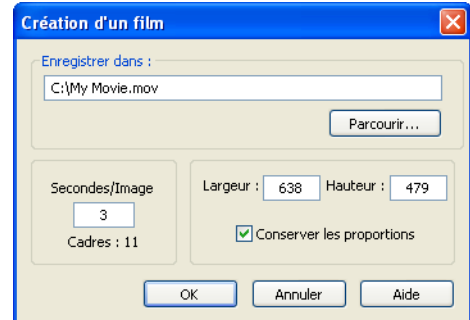 Création d'un film
Enregistrer dans :
C:\My Movie.mov
Parcourir...
Secondes/Image
3
Cadres : 11
Largeur : 638 Hauteur : 479
Conserver les proportions
OK Annuler Aide